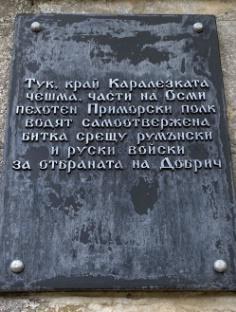 Тук, край Каралезката
чешма, части на Осми
пехотен Приморски полк
водят самоотвержена
битка срещу румънски
и руски войски
за отбраната на Добрич